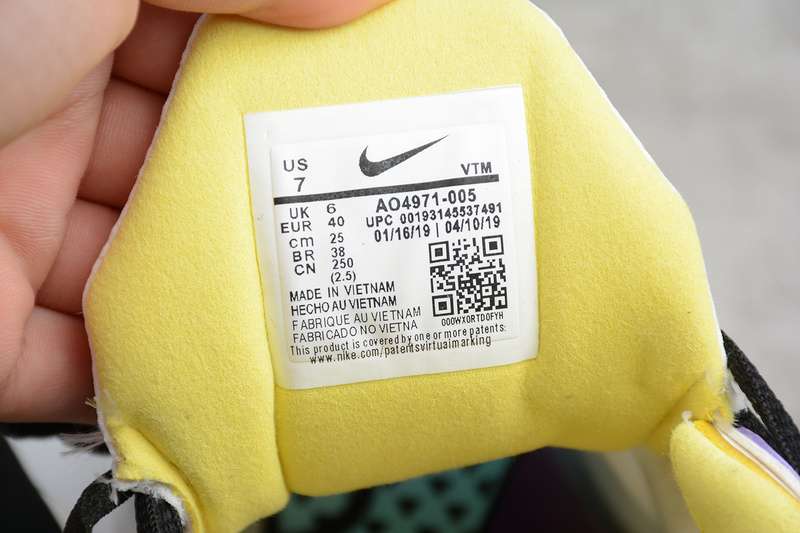 US VTM
7
UK 6 AO4971-005
EUR 40 UPC 00193145537491
cm 25 01/16/19 | 04/10/19
BR 38
CN 250
(2.5)
MADE IN VIETNAM
HECHO AU VIETNAM
FABRIQUE AU VIETNAM
FABRICADO NO VIETNA
This product is covered by one or more patents:
www.nike.com/patentsvirtualmarking